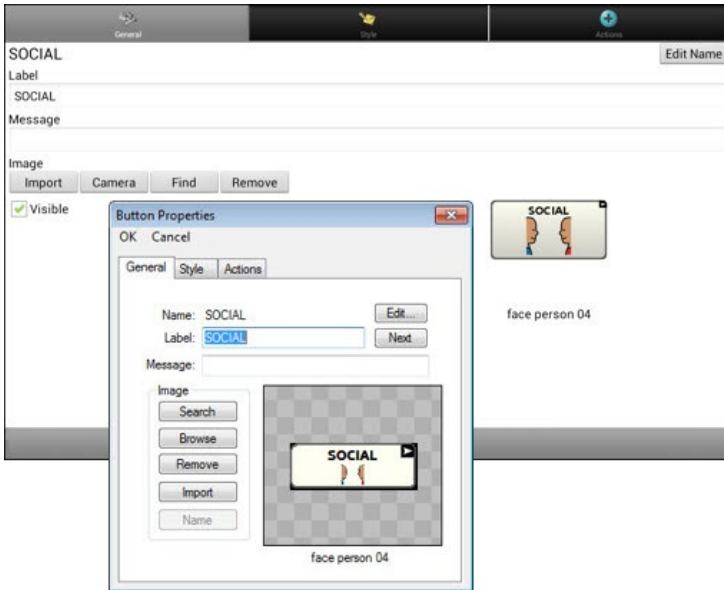 General Style Actions
SOCIAL Edit Name
Label
SOCIAL
Message
Image
Import Camera Find Remove
Visible
SOCIAL
face person 04
Button Properties
OK Cancel
General Style Actions
Name: SOCIAL Edit...
Label: SOCIAL Next
Message:
Image
Search
Browse
Remove
Import
Name
SOCIAL
face person 04